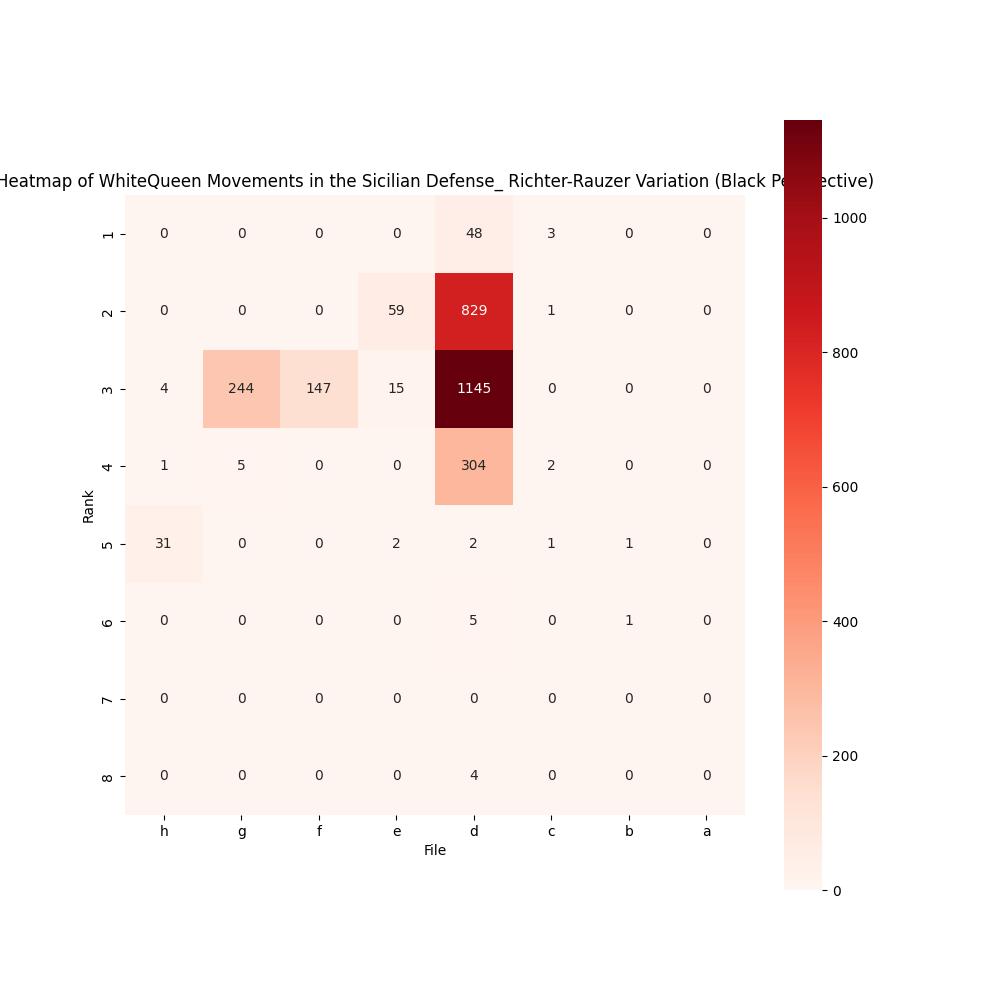 Heatmap of WhiteQueen Movements in the Sicilian Defense_ Richter-Rauzer Variation (Black Perspective)
1 0 0 0 0 48 3 0 0
2 0 0 0 59 829 1 0 0
3 4 244 147 15 1145 0 0 0
4 1 5 0 0 304 2 0 0
5 31 0 0 2 2 1 1 0
6 0 0 0 0 5 0 1 0
7 0 0 0 0 0 0 0 0
8 0 0 0 0 4 0 0 0
h g f e d c b a
File
Rank
1000
800
600
400
200
0